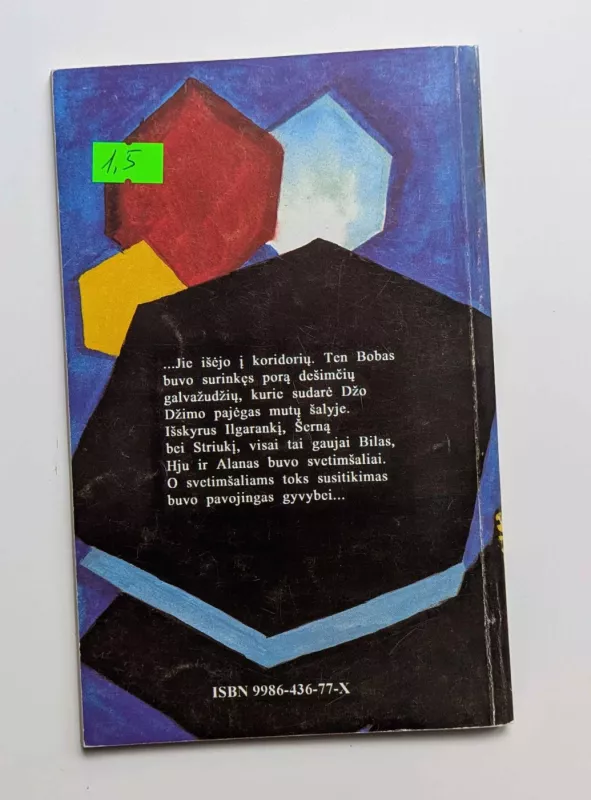 1,5
...Jie išėjo į koridorių. Ten Bobas
buvo surinkęs porą dešimčių
galvažudžių, kurie sudarė Džo
Džimo pajėgas mutų šalyje.
Išskyrus Ilgarankį, Šerną
bei Striukį, visai tai gaujai Bilas,
Hju ir Alanas buvo svetimšaliai.
O svetimšaliams toks susitikimas
buvo pavojingas gyvybei...
ISBN 9986-436-77-X